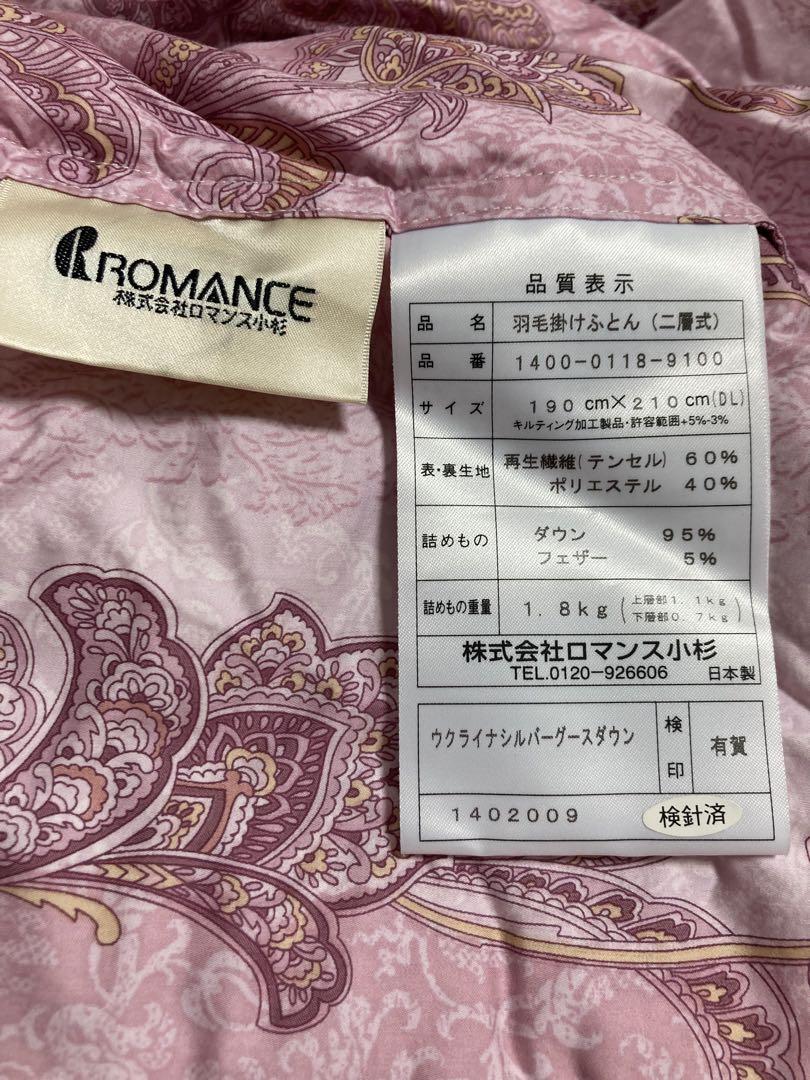 ROMANCE
株式会社ロマンス小杉
品質表示
品名 羽毛掛けふとん(二層式)
品番 1400-0118-9100
サイズ 190cm×210cm(DL)
キルティング加工製品・許容範囲+5%-3%
表・裏生地 再生繊維(テンセル) 60%
ポリエステル 40%
詰めもの ダウン 95%
フェザー 5%
詰めもの重量 1.8kg (上層部1.1kg
下層部0.7kg)
株式会社ロマンス小杉
TEL.0120-926606 日本製
ウクライナシルバーグースダウン 検印 有賀
1402009 検針済